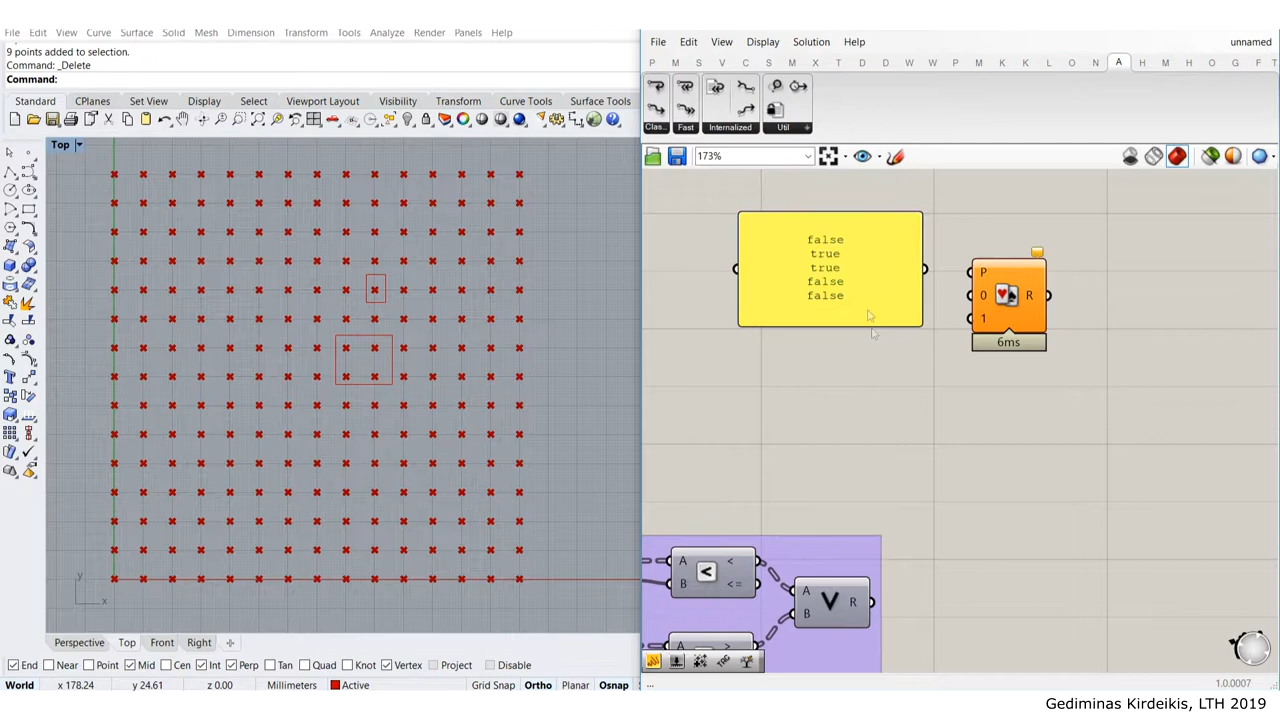 File Edit View Curve Surface Solid Mesh Dimension Transform Tools Analyze Render Panels Help
9 points added to selection.
Command: _Delete
Command:
Standard CPlanes Set View Display Select Viewport Layout Visibility Transform Curve Tools Surface Tools
Top
y
x
Perspective Top Front Right
End Near Point Mid Cen Int Perp Tan Quad Knot Vertex Project Disable
World x 178.24 y 24.61 z 0.00 Millimeters Active Grid Snap Ortho Planar Osnap
File Edit View Display Solution Help unnamed
P M S V C S M X T D D W W P M K K L O N A H M M K F T
Clas... Fast Internalized Util
173%
false
true
true
false
false
P
0 R
1
6ms
A <
B <=
A
B R
A >
...
1.0.0007
Gediminas Kirdeikis, LTH 2019